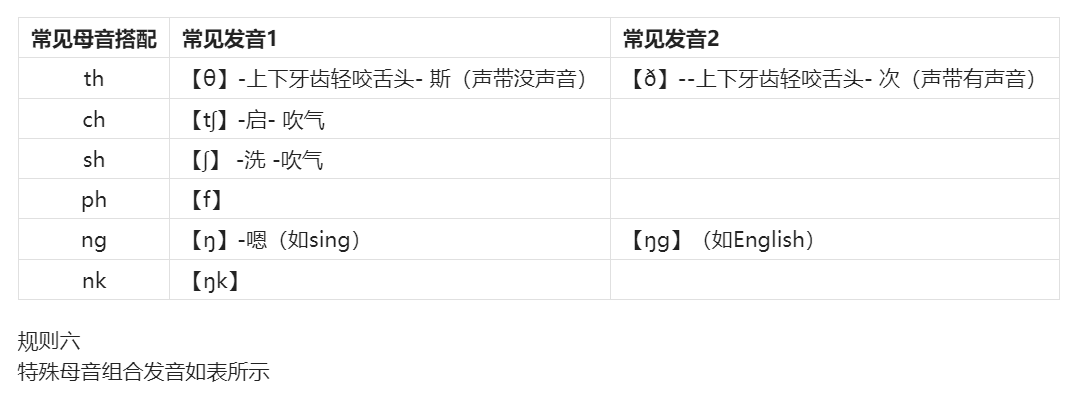 常见母音搭配 常见发音1 常见发音2
th 【θ】-上下牙齿轻咬舌头- 斯（声带没声音） 【ð】--上下牙齿轻咬舌头- 次（声带有声音）
ch 【tʃ】-启- 吹气
sh 【ʃ】 -洗 -吹气
ph 【f】
ng 【ŋ】-嗯（如sing） 【ŋg】（如English）
nk 【ŋk】
规则六
特殊母音组合发音如表所示